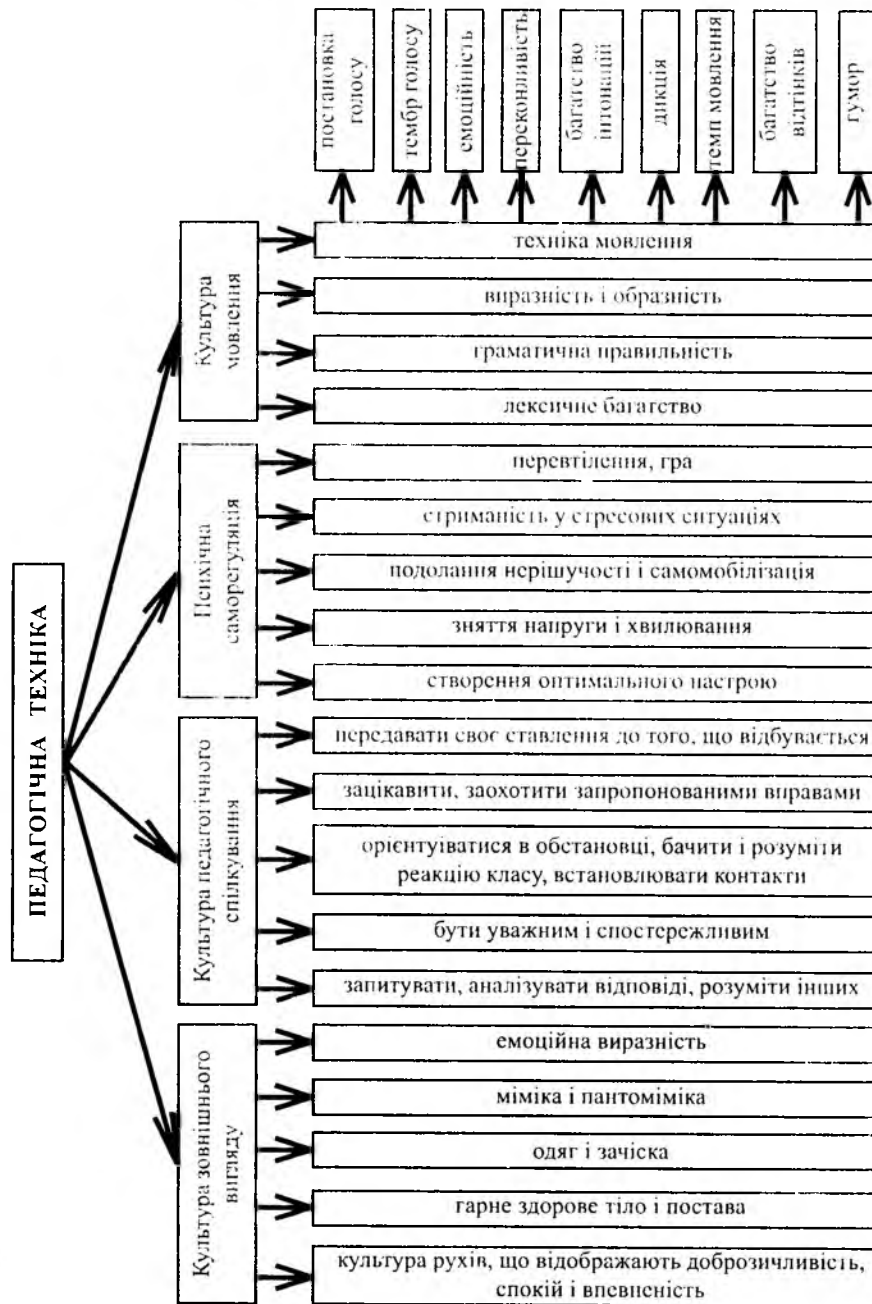 ПЕДАГОГІЧНА ТЕХНІКА
Культура
мовлення
техніка мовлення
постановка
голосу
тембр голосу
емоційність
переконливість
багатство
інтонацій
дикція
темп мовлення
багатство
відтінків
гумор
виразність і образність
граматична правильність
лексичне багатство
Психічна
саморегуляція
перевтілення, гра
стриманість у стресових ситуаціях
подолання нерішучості і самомобілізація
зняття напруги і хвилювання
створення оптимального настрою
Культура педагогічного
спілкування
передавати своє ставлення до того, що відбувається
зацікавити, заохотити запропонованими вправами
орієнтуіватися в обстановці, бачити і розуміти
реакцію класу, встановлювати контакти
бути уважним і спостережливим
запитувати, аналізувати відповіді, розуміти інших
Культура зовнішнього
вигляду
емоційна виразність
міміка і пантоміміка
одяг і зачіска
гарне здорове тіло і постава
культура рухів, що відображають доброзичливість,
спокій і впевненість